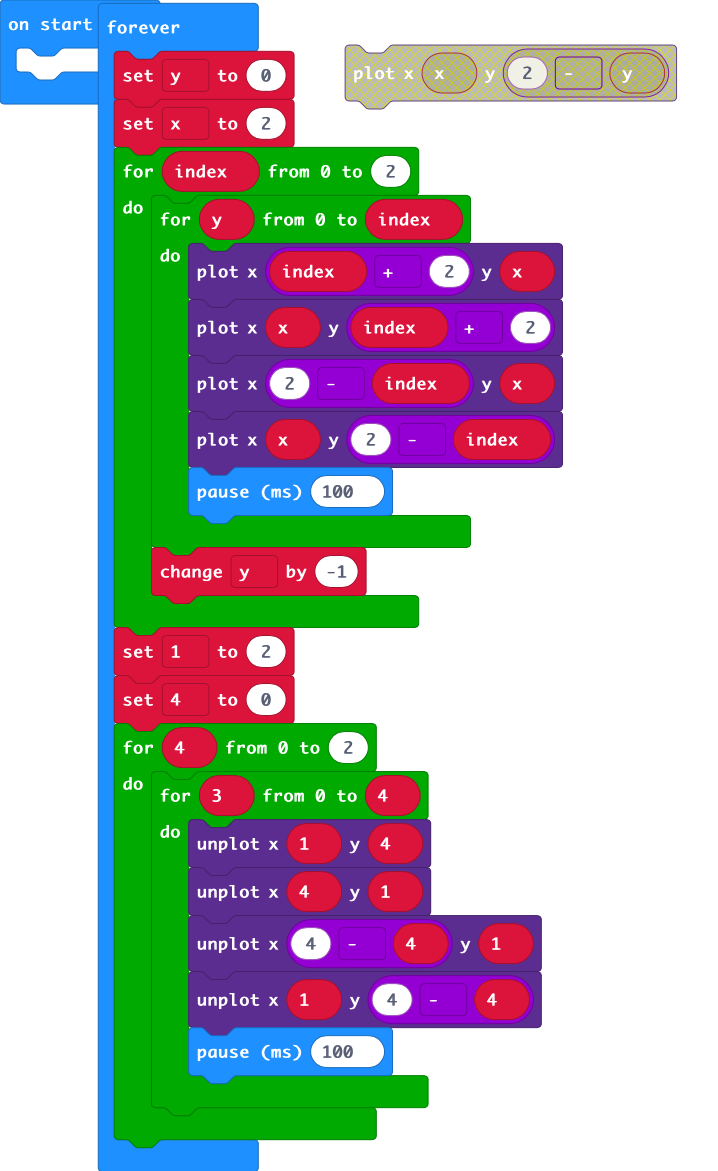 on start
forever
set y to 0
plot x x y 2 - y
set x to 2
for index from 0 to 2
do
for y from 0 to index
do
plot x index + 2 y x
plot x x y index + 2
plot x 2 - index y x
plot x x y 2 - index
pause (ms) 100
change y by -1
set 1 to 2
set 4 to 0
for 4 from 0 to 2
do
for 3 from 0 to 4
do
unplot x 1 y 4
unplot x 4 y 1
unplot x 4 - 4 y 1
unplot x 1 y 4 - 4
pause (ms) 100